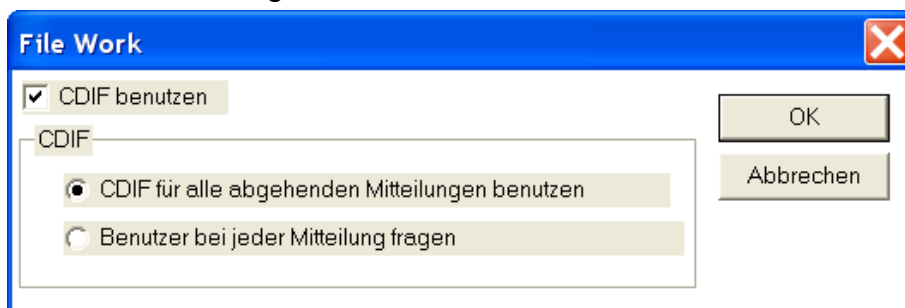 File Work
CDIF benutzen
OK
CDIF
Abbrechen
CDIF für alle abgehenden Mitteilungen benutzen
Benutzer bei jeder Mitteilung fragen